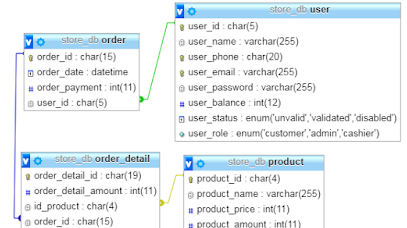 store_db order
order_id : char(15)
order_date : datetime
order_payment : int(11)
user_id : char(5)
store_db user
user_id : char(5)
user_name : varchar(255)
user_phone : char(20)
user_email : varchar(255)
user_password : varchar(255)
user_balance : int(12)
user_status : enum('unvalid','validated','disabled')
user_role : enum('customer','admin','cashier')
store_db order_detail
order_detail_id : char(19)
order_detail_amount : int(11)
id_product : char(4)
order_id : char(15)
store_db product
product_id : char(4)
product_name : varchar(255)
product_price : int(11)
product_amount : int(11)